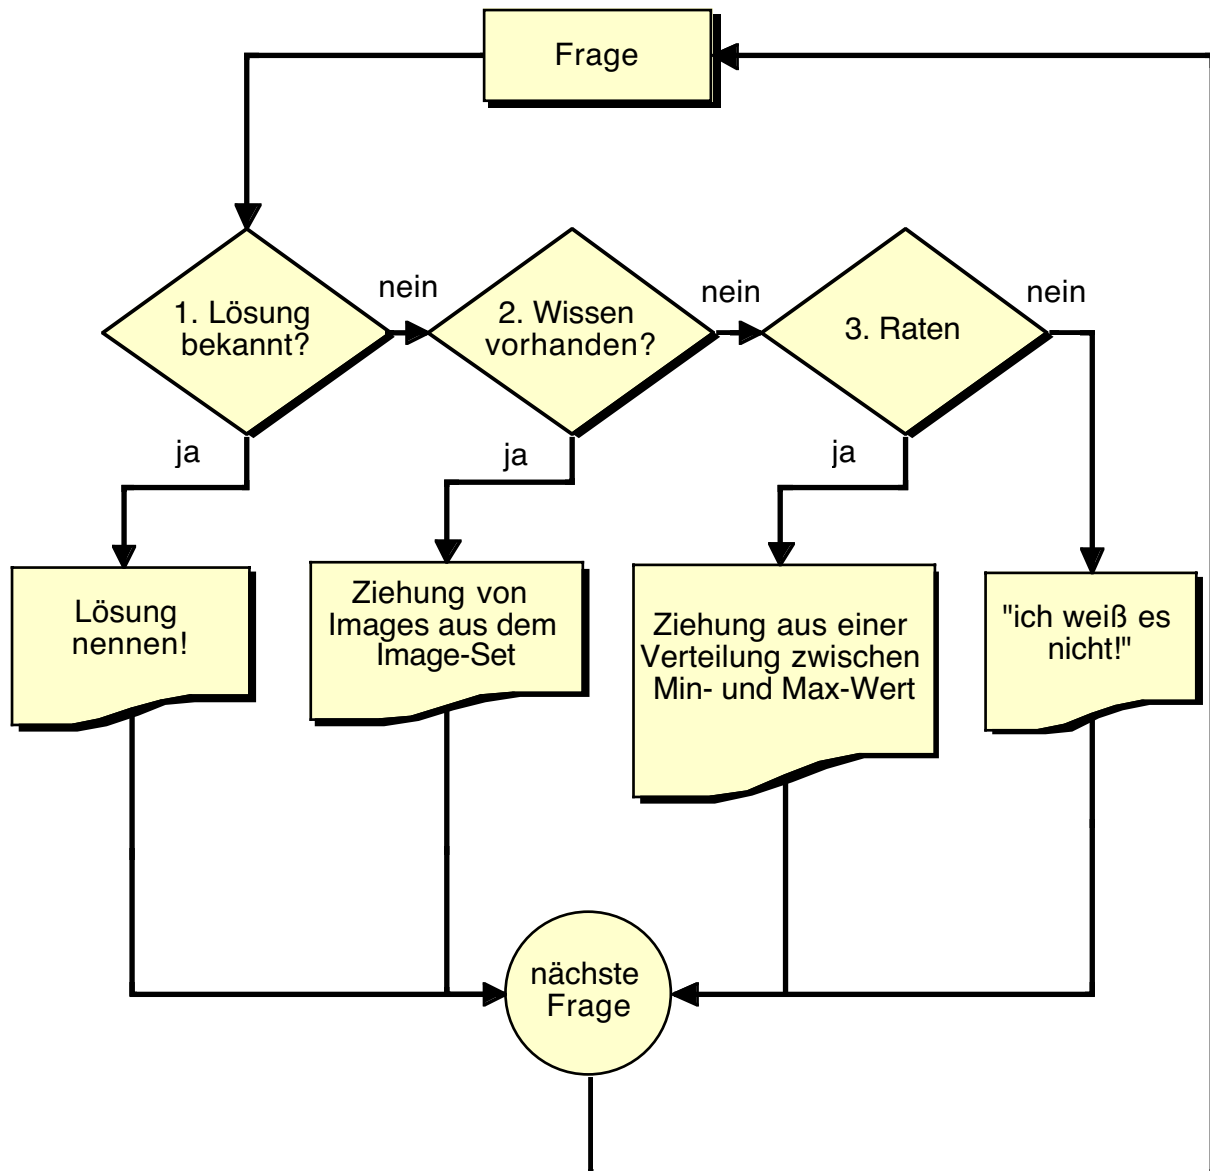 Frage
nein
nein
nein
1. Lösung
bekannt?
2. Wissen
vorhanden?
3. Raten
ja
ja
ja
Lösung
nennen!
Ziehung von
Images aus dem
Image-Set
Ziehung aus einer
Verteilung zwischen
Min- und Max-Wert
"ich weiß es
nicht!"
nächste
Frage